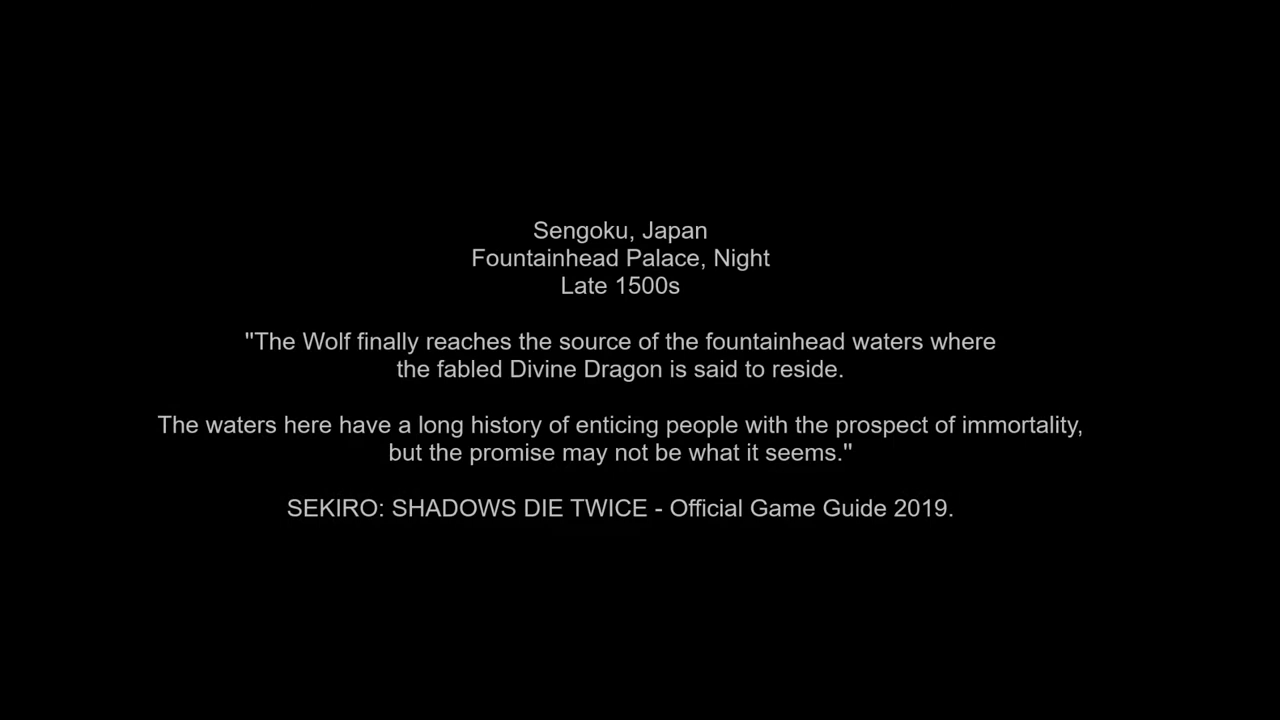 Sengoku, Japan
Fountainhead Palace, Night
Late 1500s
"The Wolf finally reaches the source of the fountainhead waters where
the fabled Divine Dragon is said to reside.
The waters here have a long history of enticing people with the prospect of immortality,
but the promise may not be what it seems."
SEKIRO: SHADOWS DIE TWICE - Official Game Guide 2019.